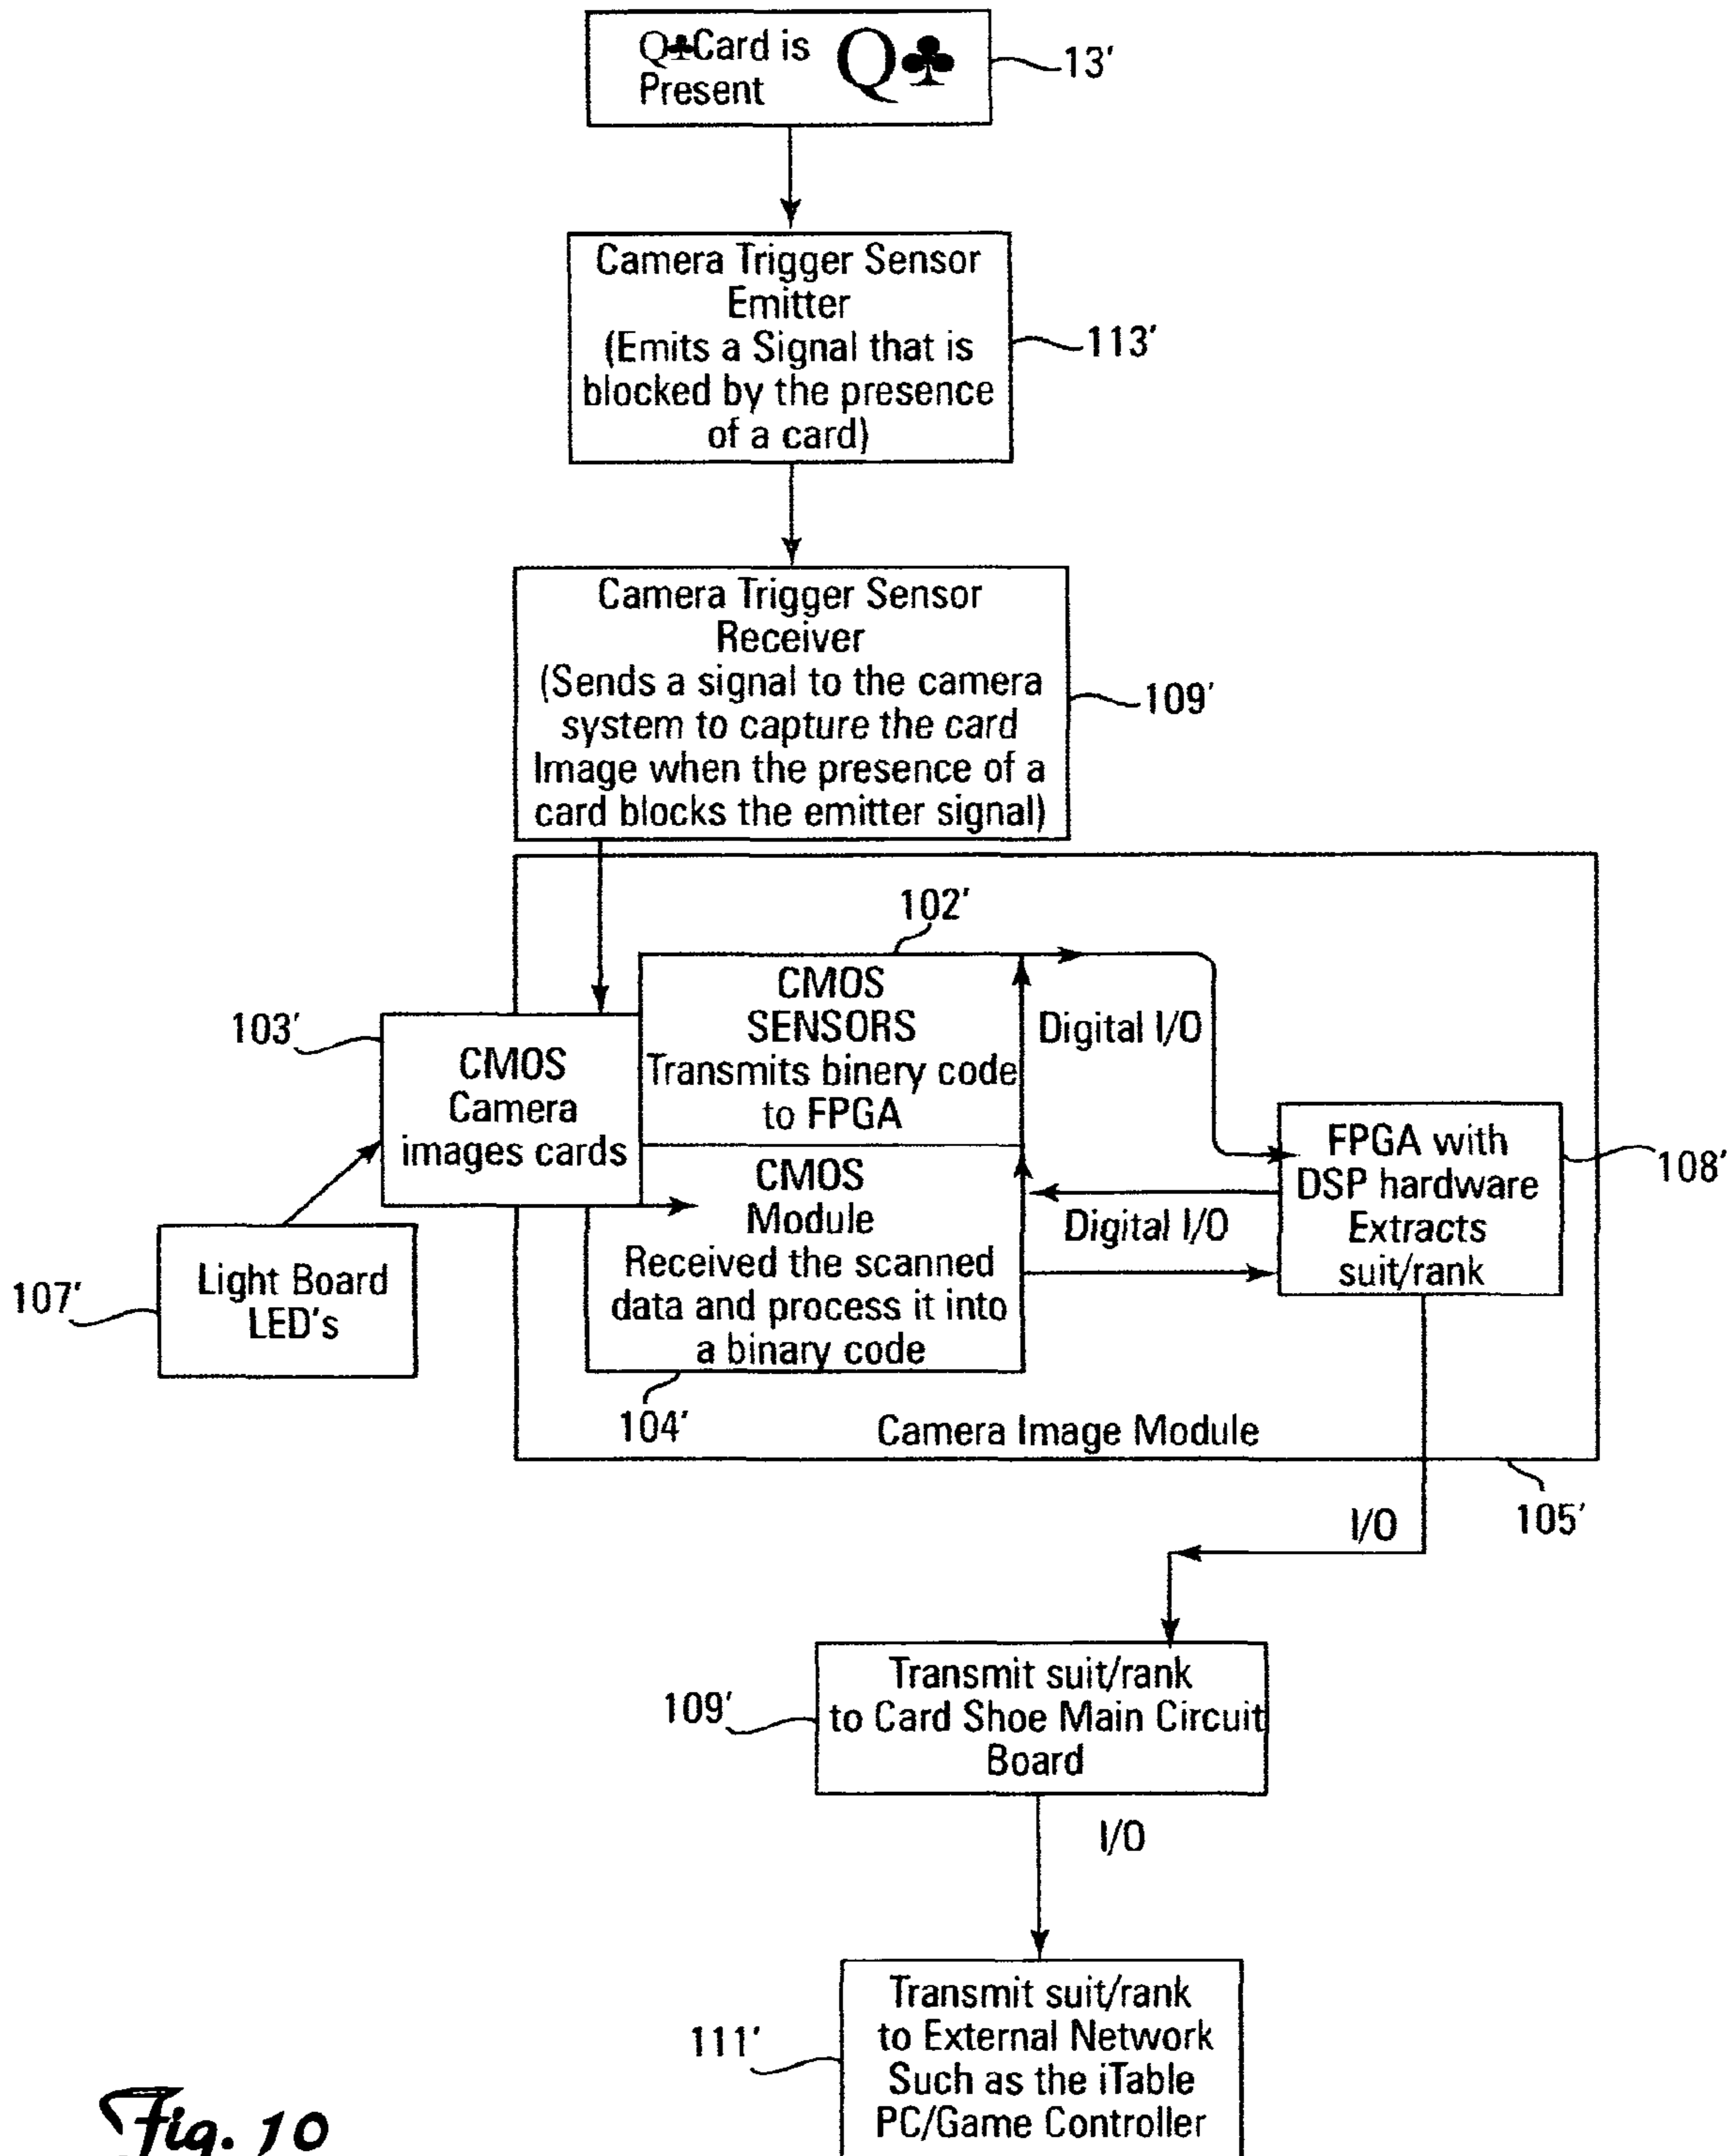 Q♣Card is
Present
Q♣
13'
Camera Trigger Sensor
Emitter
(Emits a Signal that is
blocked by the presence
of a card)
113'
Camera Trigger Sensor
Receiver
(Sends a signal to the camera
system to capture the card
Image when the presence of a
card blocks the emitter signal)
109'
102'
CMOS
SENSORS
Transmits binery code
to FPGA
Digital I/O
103'
CMOS
Camera
images cards
CMOS
Module
Received the scanned
data and process it into
a binary code
Digital I/O
FPGA with
DSP hardware
Extracts
suit/rank
108'
Light Board
LED's
107'
104'
Camera Image Module
105'
I/O
Transmit suit/rank
to Card Shoe Main Circuit
Board
109'
I/O
Transmit suit/rank
to External Network
Such as the iTable
PC/Game Controller
111'
Fig. 10